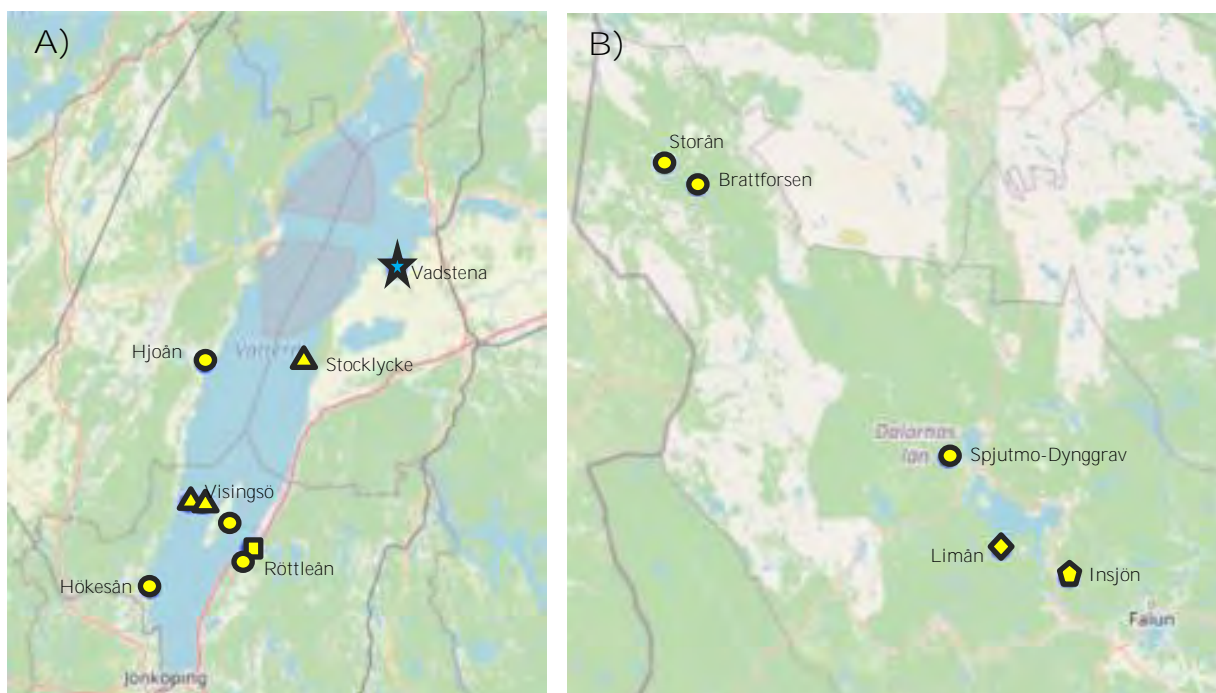 A)
Vadstena
Hjoån
Stocklycke
Visingsö
Röttleån
Hökesån
Jönköping
B)
Storån
Brattforsen
Dalarnas
län
Spjutmo-Dynggrav
Limån
Insjön
Falun